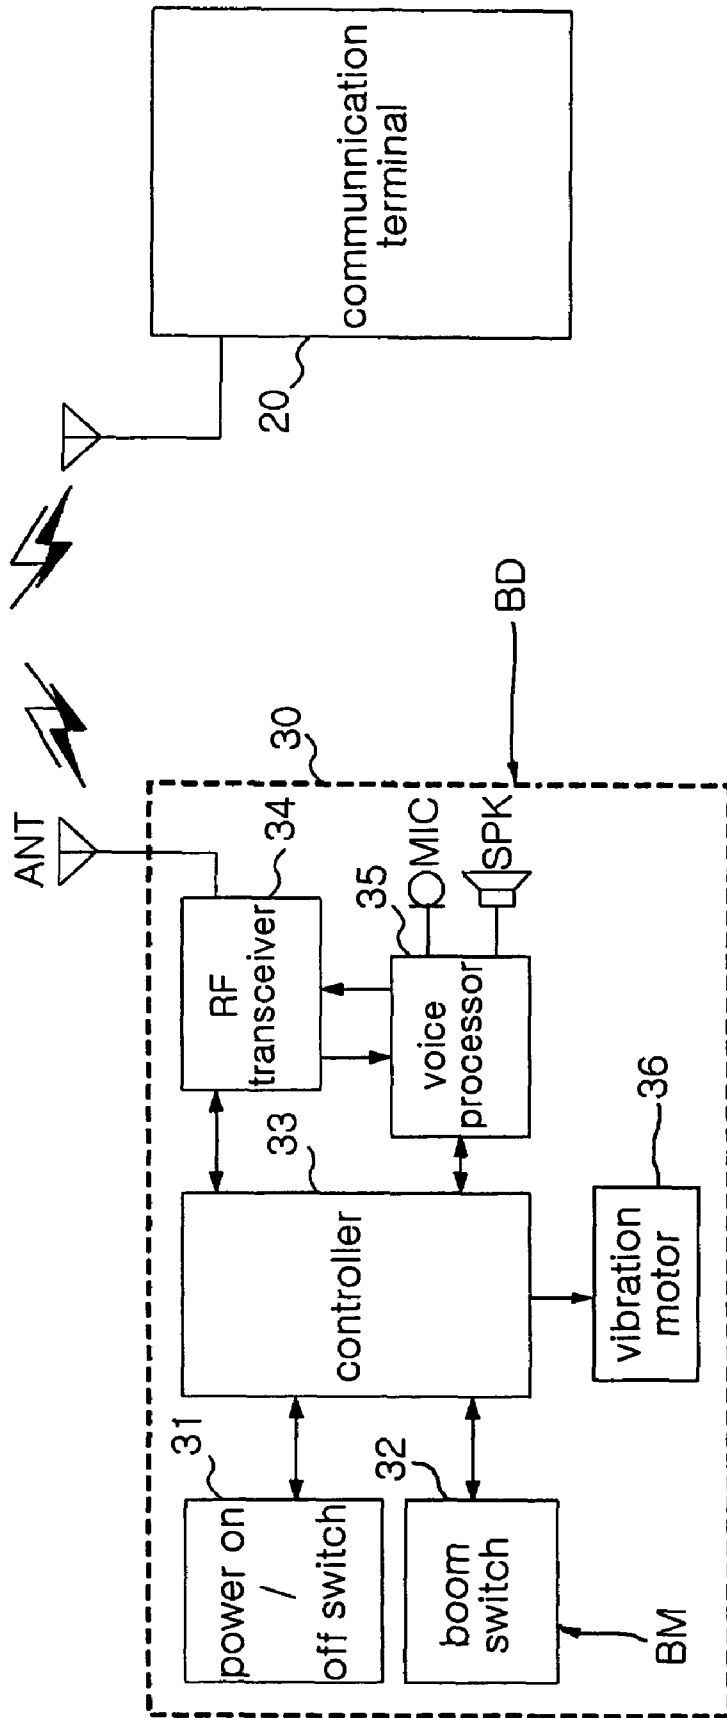 ANT
30
34
RF
transceiver
35
voice
processor
MIC
SPK
BD
33
controller
31
power on
/
off switch
32
boom
switch
BM
36
vibration
motor
20
communnication
terminal